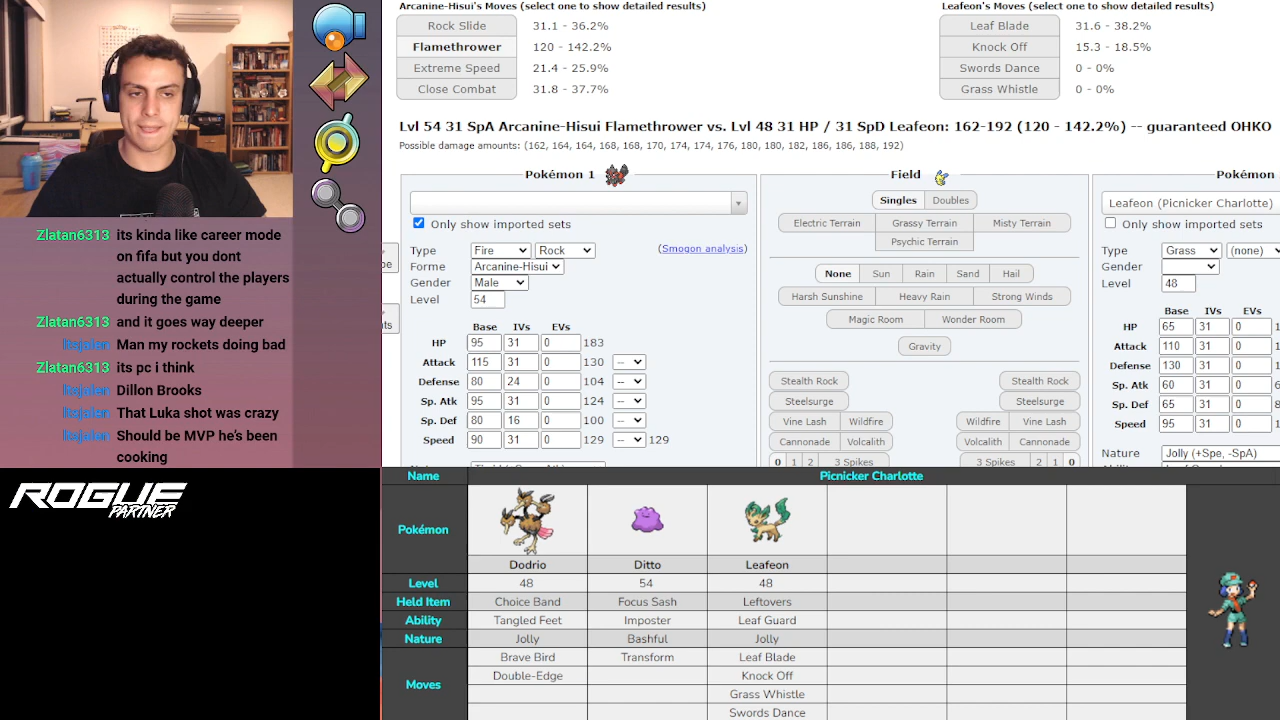 Arcanine-Hisui's Moves (select one to show detailed results)
Rock Slide 31.1 - 36.2%
Flamethrower 120 - 142.2%
Extreme Speed 21.4 - 25.9%
Close Combat 31.8 - 37.7%
Leafeon's Moves (select one to show detailed results)
Leaf Blade 31.6 - 38.2%
Knock Off 15.3 - 18.5%
Swords Dance 0 - 0%
Grass Whistle 0 - 0%
Lvl 54 31 SpA Arcanine-Hisui Flamethrower vs. Lvl 48 31 HP / 31 SpD Leafeon: 162-192 (120 - 142.2%) -- guaranteed OHKO
Possible damage amounts: (162, 164, 164, 168, 168, 170, 174, 174, 176, 180, 180, 182, 186, 186, 188, 192)
Pokémon 1
Only show imported sets
Type Fire Rock (Smogon analysis)
Forme Arcanine-Hisui
Gender Male
Level 54
Base IVs EVs
HP 95 31 0 183
Attack 115 31 0 130 --
Defense 80 24 0 104 --
Sp. Atk 95 31 0 124 --
Sp. Def 80 16 0 100 --
Speed 90 31 0 129 -- 129
Field
Singles Doubles
Electric Terrain Grassy Terrain Misty Terrain
Psychic Terrain
None Sun Rain Sand Hail
Harsh Sunshine Heavy Rain Strong Winds
Magic Room Wonder Room
Gravity
Stealth Rock Stealth Rock
Steelsurge Steelsurge
Vine Lash Wildfire Wildfire Vine Lash
Cannonade Volcalith Volcalith Cannonade
0 1 2 3 Spikes 3 Spikes 2 1 0
Pokémon
Leafeon (Picnicker Charlotte)
Only show imported sets
Type Grass (none)
Gender
Level 48
Base IVs EVs
HP 65 31 0
Attack 110 31 0
Defense 130 31 0
Sp. Atk 60 31 0
Sp. Def 65 31 0
Speed 95 31 0
Nature Jolly (+Spe, -SpA)
Zlatan6313 its kinda like career mode
on fifa but you dont
actually control the players
during the game
Zlatan6313 and it goes way deeper
Itsjalen Man my rockets doing bad
Zlatan6313 its pc i think
Itsjalen Dillon Brooks
Itsjalen That Luka shot was crazy
Itsjalen Should be MVP he's been
cooking
ROGUE
PARTNER
Name Picnicker Charlotte
Pokémon Dodrio Ditto Leafeon
Level 48 54 48
Held Item Choice Band Focus Sash Leftovers
Ability Tangled Feet Imposter Leaf Guard
Nature Jolly Bashful Jolly
Moves Brave Bird Transform Leaf Blade
Double-Edge Knock Off
Grass Whistle
Swords Dance